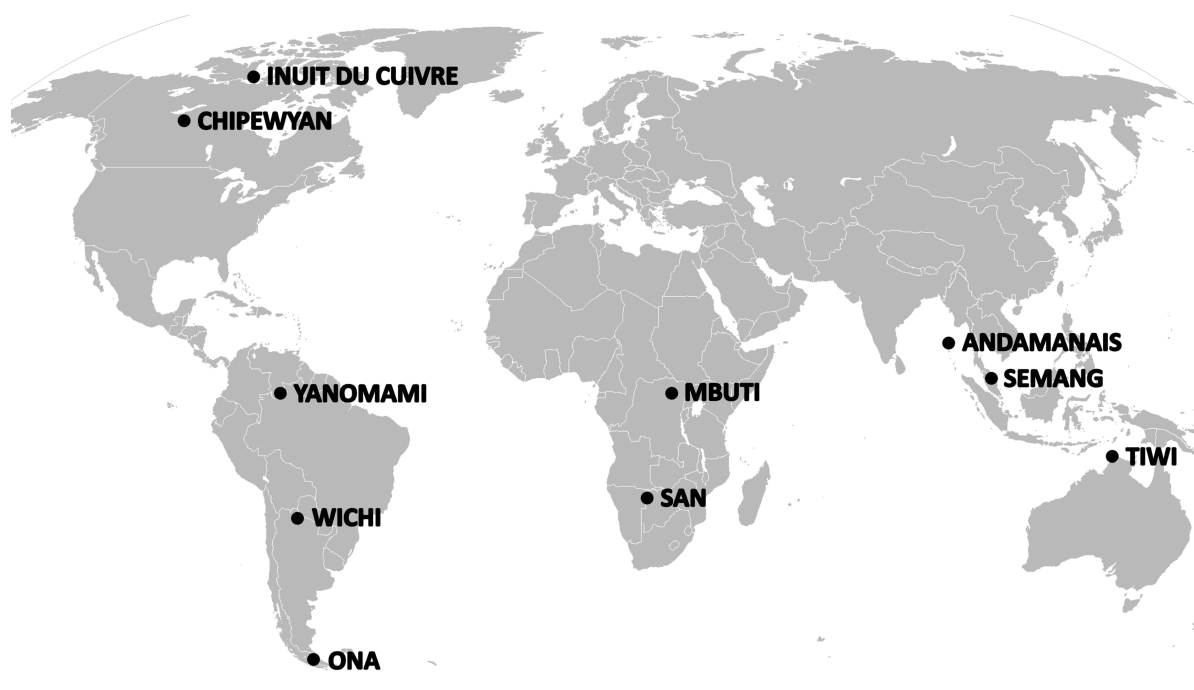 INUIT DU CUIVRE
CHIPEWYAN
ANDAMANAIS
SEMANG
YANOMAMI
MBUTI
TIWI
SAN
WICHI
ONA